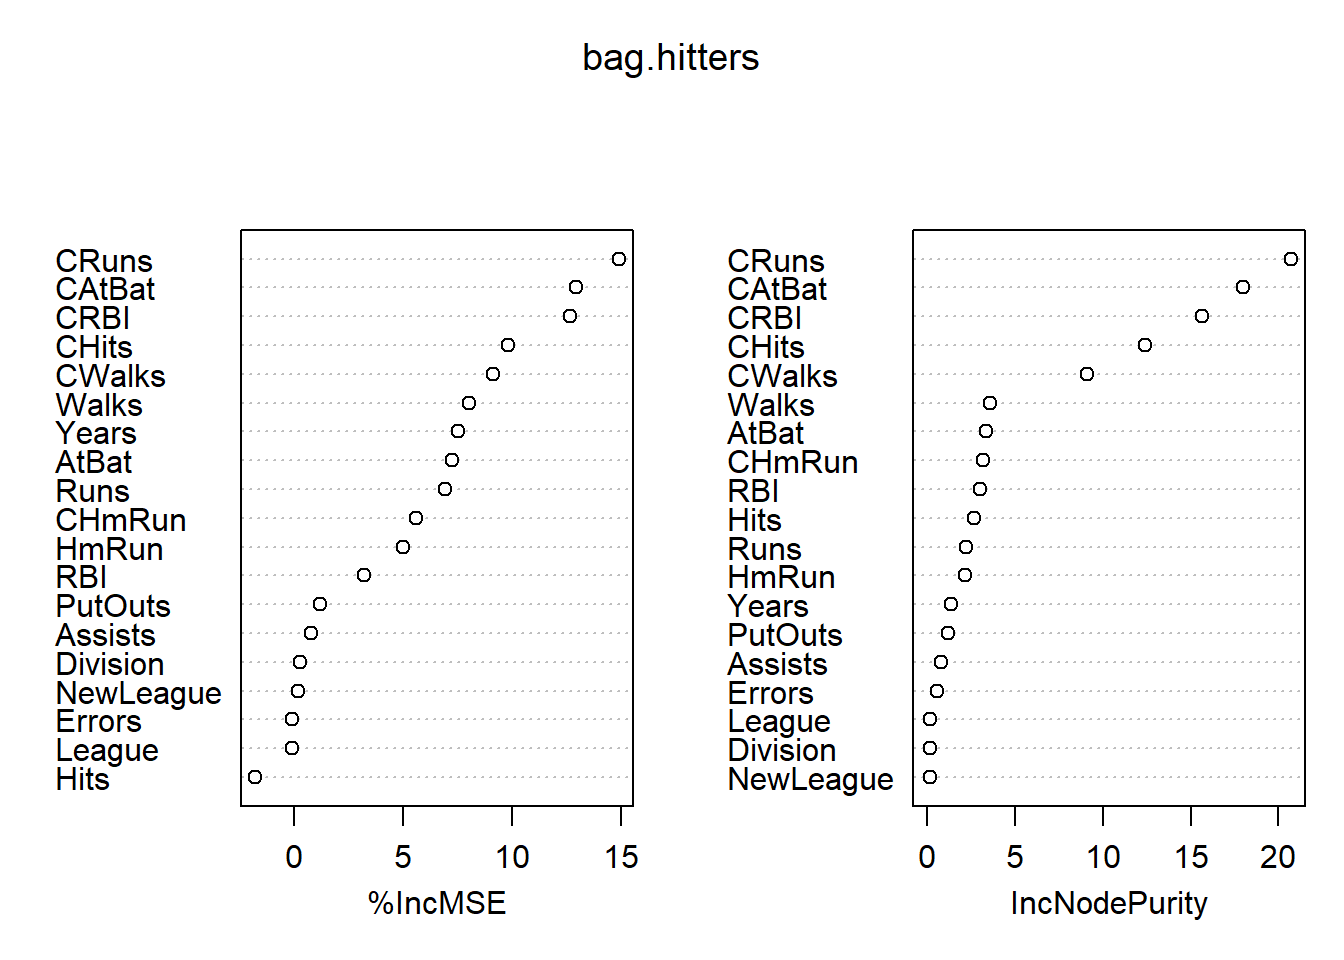 bag.hitters
CRuns
CAtBat
CRBI
CHits
CWalks
Walks
Years
AtBat
Runs
CHmRun
HmRun
RBI
PutOuts
Assists
Division
NewLeague
Errors
League
Hits
0 5 10 15
%IncMSE
CRuns
CAtBat
CRBI
CHits
CWalks
Walks
AtBat
CHmRun
RBI
Hits
Runs
HmRun
Years
PutOuts
Assists
Errors
League
Division
NewLeague
0 5 10 15 20
IncNodePurity